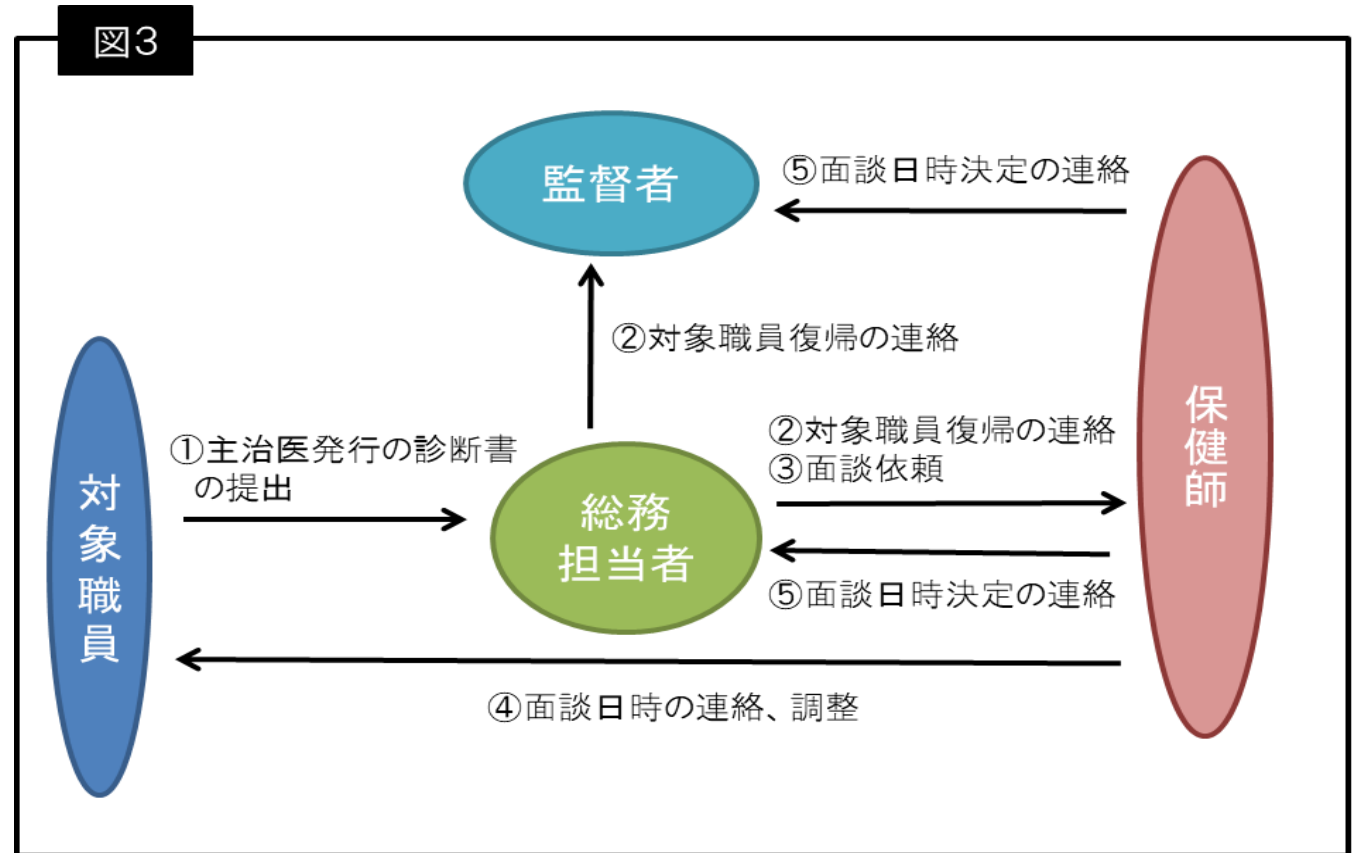 図3
監督者
⑤面談日時決定の連絡
②対象職員復帰の連絡
対象職員
①主治医発行の診断書
の提出
総務
担当者
②対象職員復帰の連絡
③面談依頼
⑤面談日時決定の連絡
保健師
④面談日時の連絡、調整